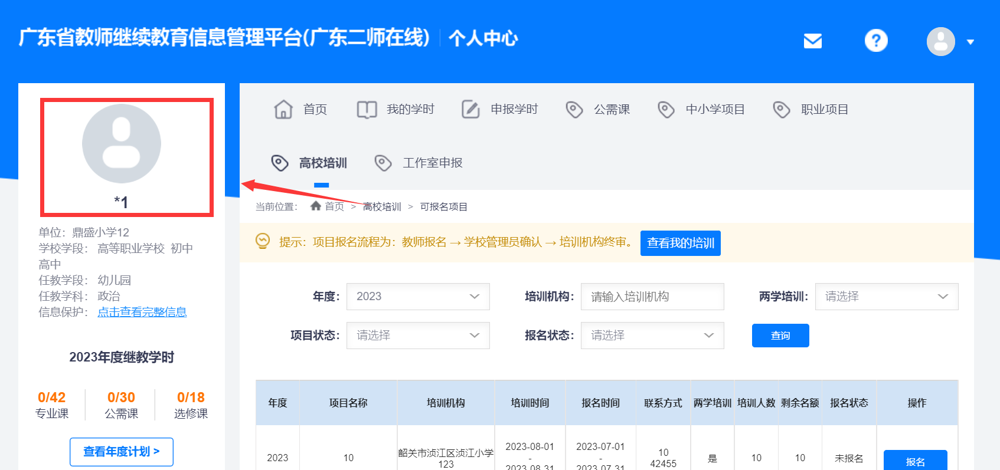 广东省教师继续教育信息管理平台(广东二师在线) 个人中心
首页 我的学时 申报学时 公需课 中小学项目 职业项目
高校培训 工作室申报
*1
单位：鼎盛小学12
学校学段： 高等职业学校 初中
高中
任教学段： 幼儿园
任教学科： 政治
信息保护： 点击查看完整信息
2023年度继教学时
0/42 0/30 0/18
专业课 公需课 选修课
查看年度计划 >
当前位置： 首页 > 高校培训 > 可报名项目
提示：项目报名流程为：教师报名 → 学校管理员确认 → 培训机构终审。 查看我的培训
年度： 2023 培训机构： 请输入培训机构 两学培训： 请选择
项目状态： 请选择 报名状态： 请选择 查询
年度 项目名称 培训机构 培训时间 报名时间 联系方式 两学培训 培训人数 剩余名额 报名状态 操作
2023 10 韶关市浈江区浈江小学123 2023-08-01 - 2023-08-31 2023-07-01 - 2023-07-31 10 42455 是 10 10 未报名 报名